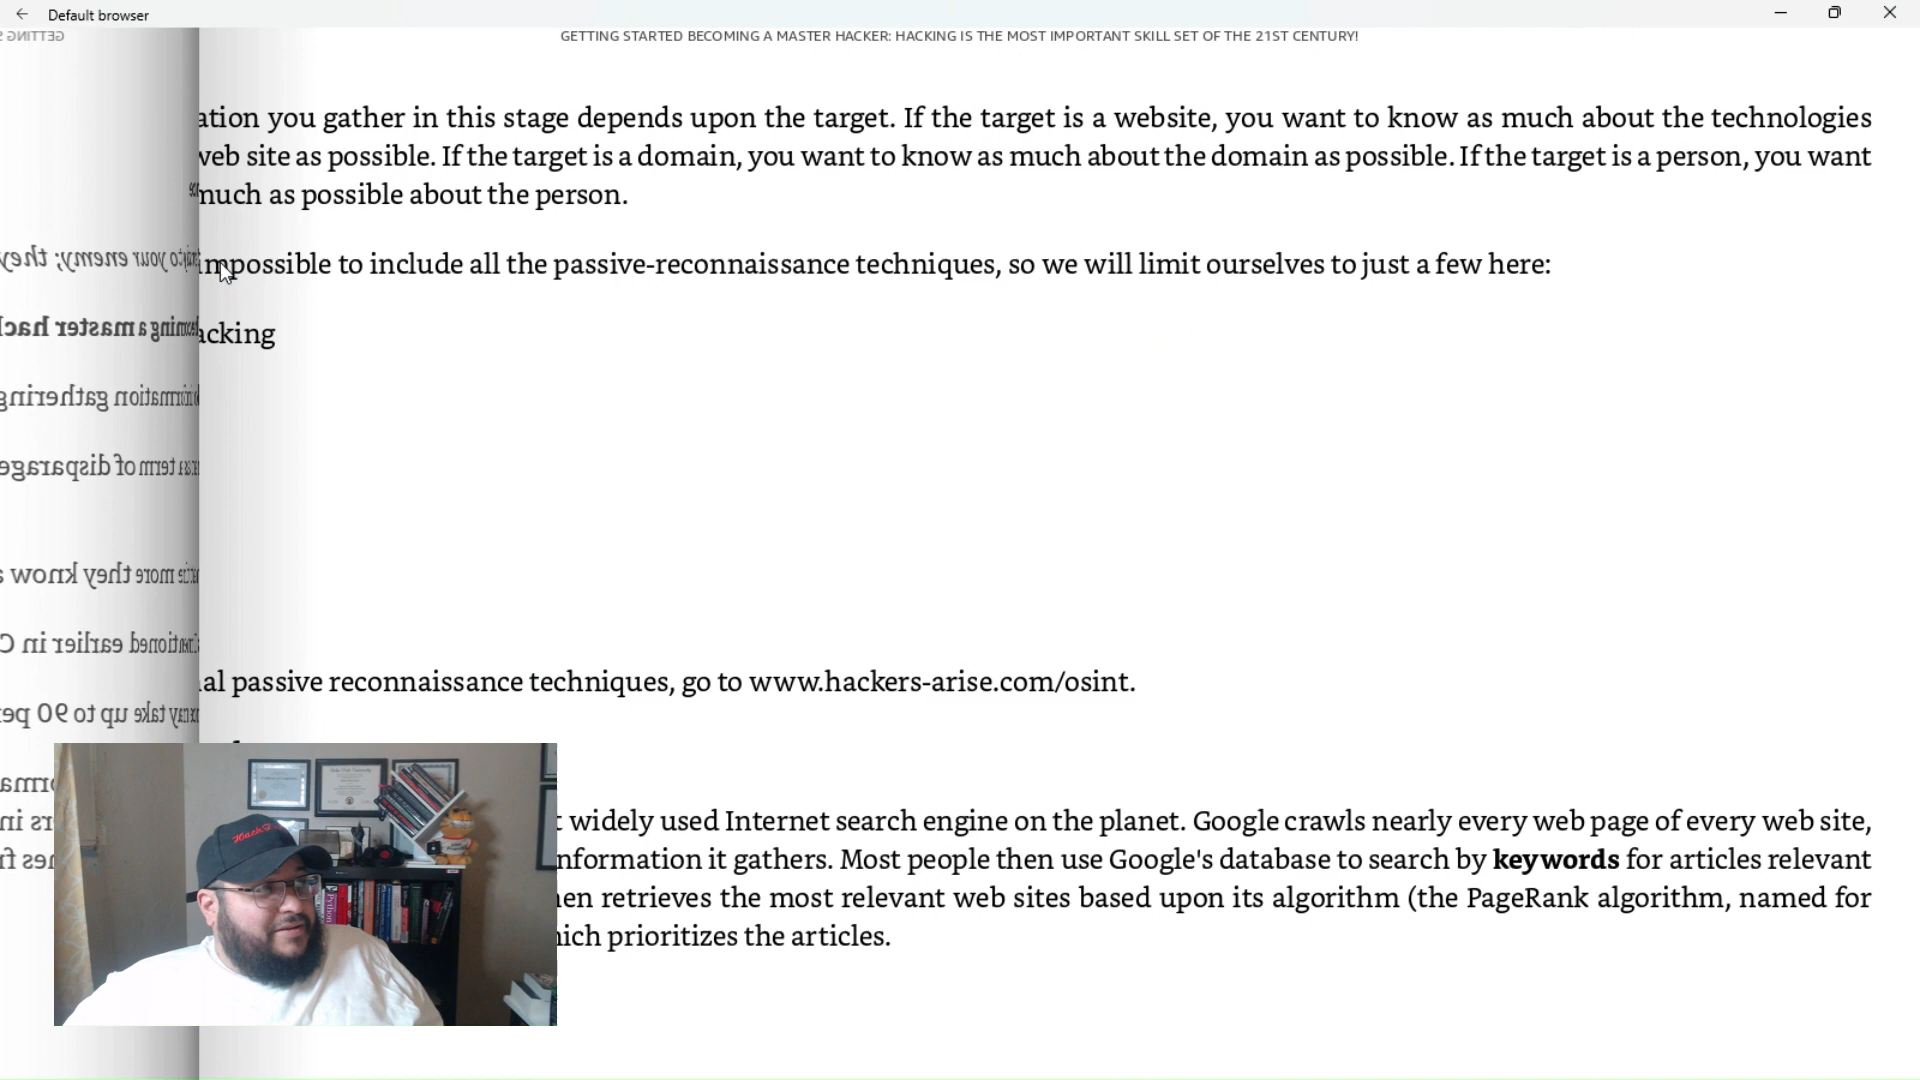 Default browser
GETTING STARTED BECOMING A MASTER HACKER: HACKING IS THE MOST IMPORTANT SKILL SET OF THE 21ST CENTURY!
ation you gather in this stage depends upon the target. If the target is a website, you want to know as much about the technologies
web site as possible. If the target is a domain, you want to know as much about the domain as possible. If the target is a person, you want
much as possible about the person.
impossible to include all the passive-reconnaissance techniques, so we will limit ourselves to just a few here:
acking
al passive reconnaissance techniques, go to www.hackers-arise.com/osint.
t widely used Internet search engine on the planet. Google crawls nearly every web page of every web site,
nformation it gathers. Most people then use Google's database to search by keywords for articles relevant
en retrieves the most relevant web sites based upon its algorithm (the PageRank algorithm, named for
ich prioritizes the articles.